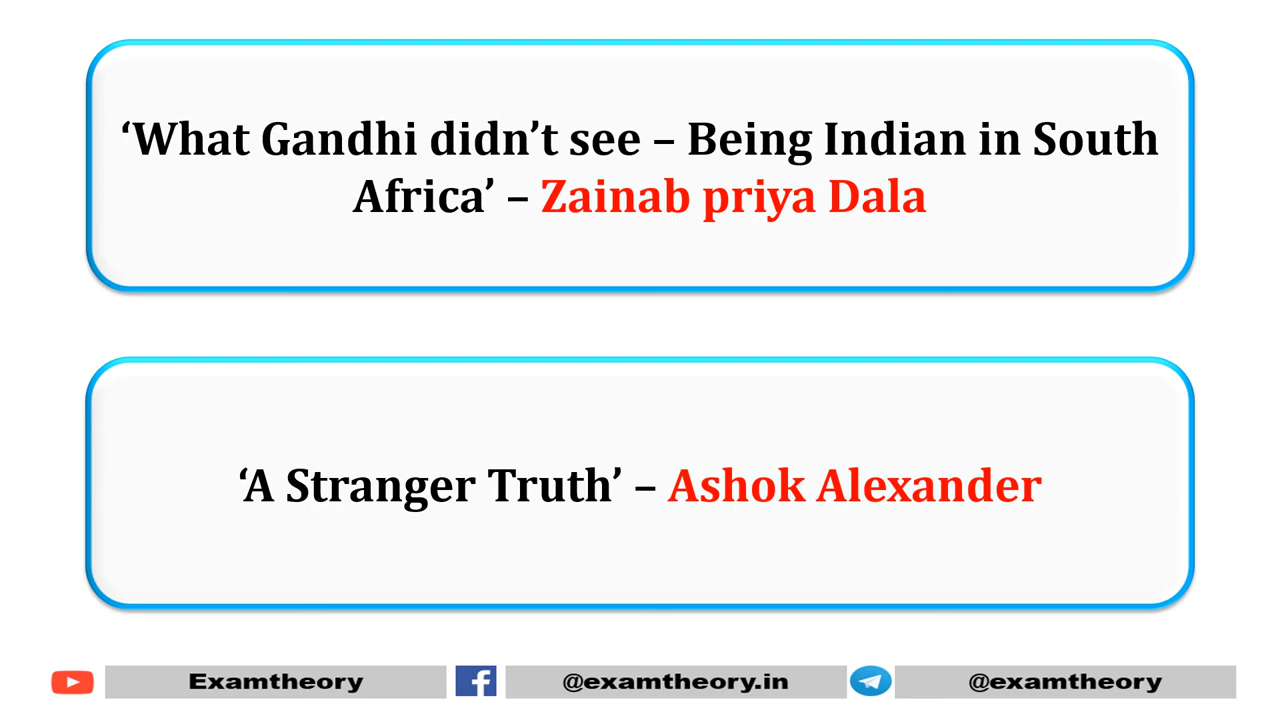 ‘What Gandhi didn’t see – Being Indian in South
Africa’ – Zainab priya Dala
‘A Stranger Truth’ – Ashok Alexander
Examtheory
@examtheory.in
@examtheory